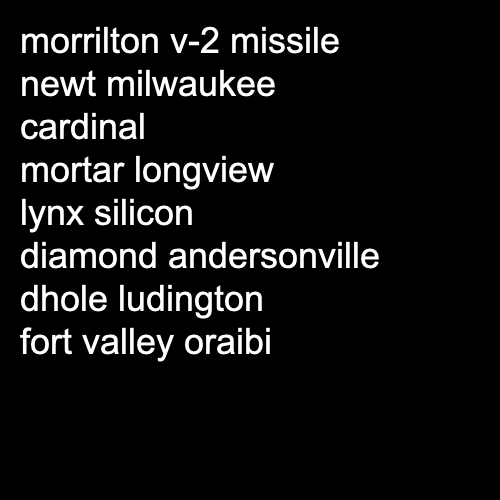 morrilton v-2 missile
newt milwaukee
cardinal
mortar longview
lynx silicon
diamond andersonville
dhole ludington
fort valley oraibi